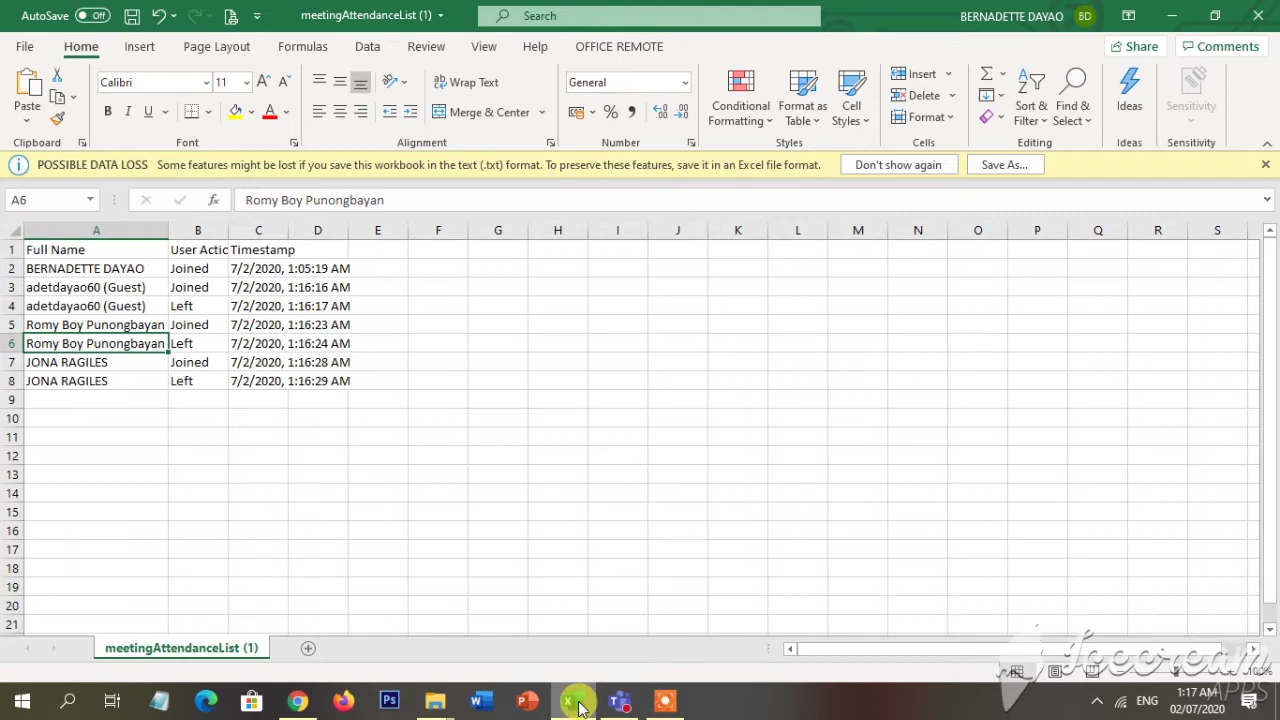 AutoSave Off meetingAttendanceList (1) Search BERNADETTE DAYAO BD
File Home Insert Page Layout Formulas Data Review View Help OFFICE REMOTE Share Comments
Calibri 11 Wrap Text General Insert
Paste Merge & Center Conditional Formatting Format as Table Cell Styles Delete Sort & Filter Find & Select Ideas Sensitivity
Format
Clipboard Font Alignment Number Styles Cells Editing Ideas Sensitivity
POSSIBLE DATA LOSS Some features might be lost if you save this workbook in the text (.txt) format. To preserve these features, save it in an Excel file format. Don't show again Save As...
A6 fx Romy Boy Punongbayan
A B C D E F G H I J K L M N O P Q R S
1 Full Name User Actic Timestamp
2 BERNADETTE DAYAO Joined 7/2/2020, 1:05:19 AM
3 adetdayao60 (Guest) Joined 7/2/2020, 1:16:16 AM
4 adetdayao60 (Guest) Left 7/2/2020, 1:16:17 AM
5 Romy Boy Punongbayan Joined 7/2/2020, 1:16:23 AM
6 Romy Boy Punongbayan Left 7/2/2020, 1:16:24 AM
7 JONA RAGILES Joined 7/2/2020, 1:16:28 AM
8 JONA RAGILES Left 7/2/2020, 1:16:29 AM
9
10
11
12
13
14
15
16
17
18
19
20
21
meetingAttendanceList (1)
Icecream
APPS
100%
ENG 1:17 AM
02/07/2020